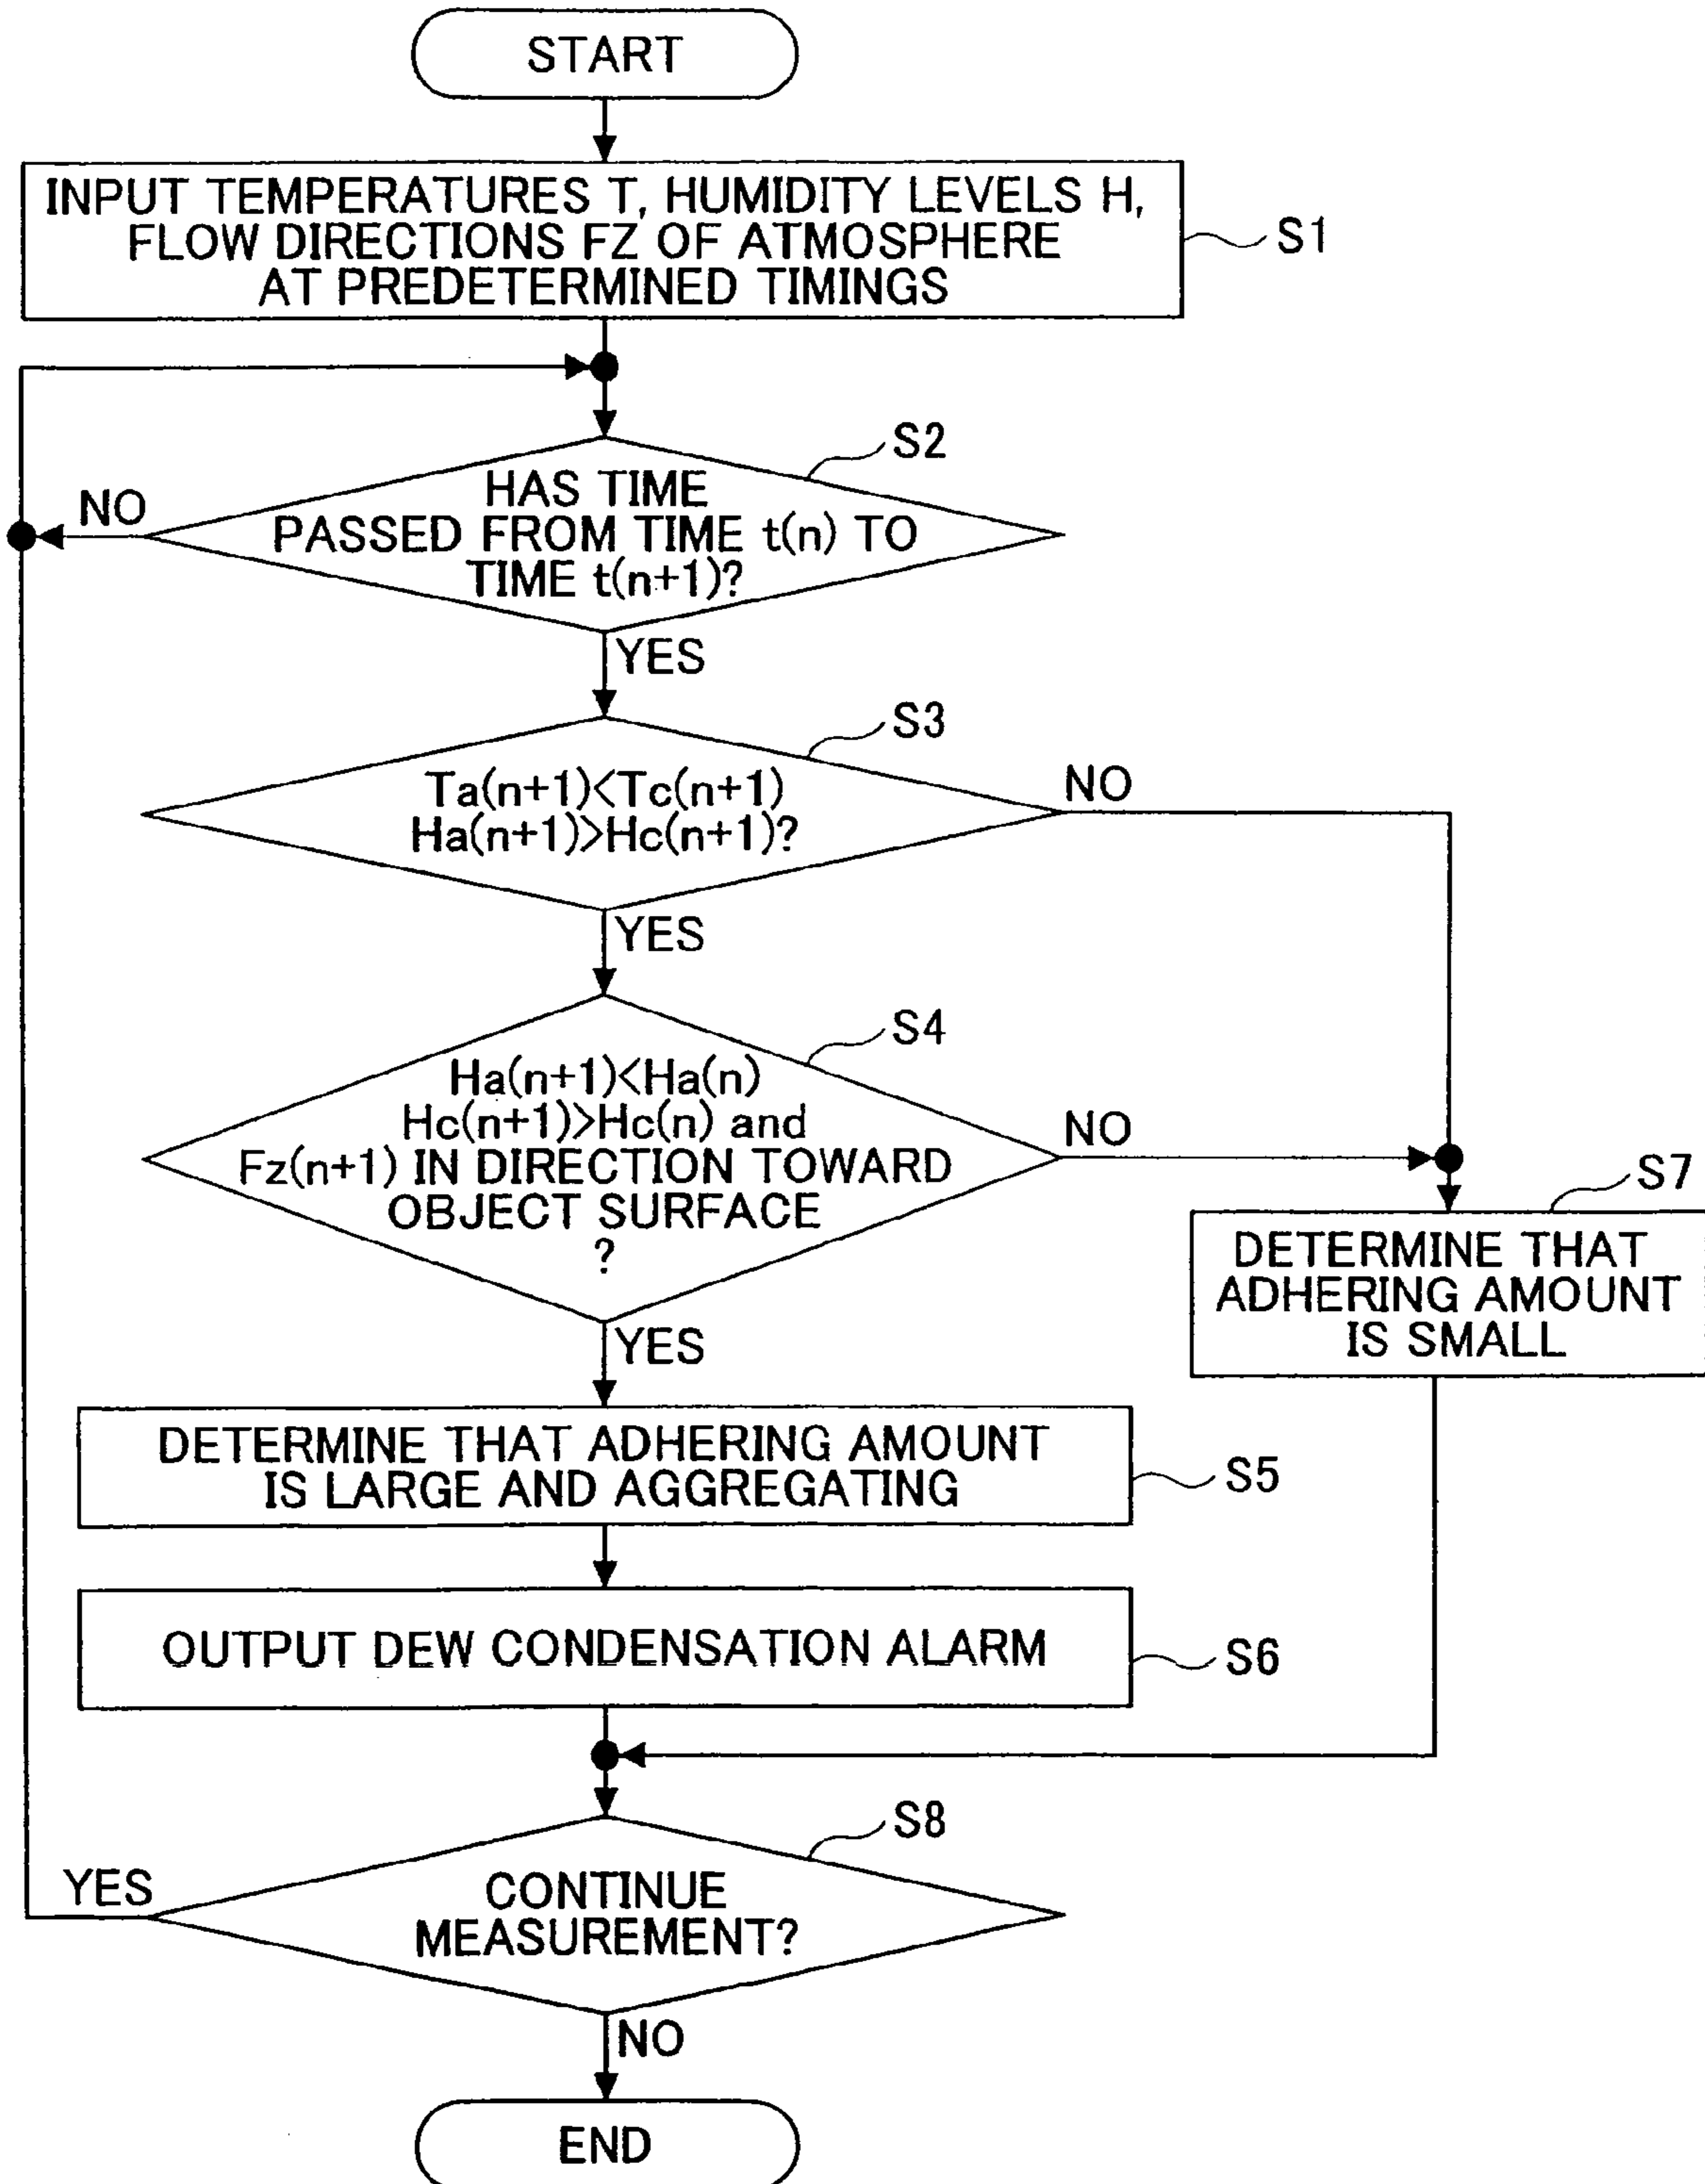 START
INPUT TEMPERATURES T, HUMIDITY LEVELS H,
FLOW DIRECTIONS FZ OF ATMOSPHERE
AT PREDETERMINED TIMINGS
S1
S2
HAS TIME
PASSED FROM TIME t(n) TO
TIME t(n+1)?
NO
YES
S3
Ta(n+1)<Tc(n+1)
Ha(n+1)>Hc(n+1)?
NO
YES
S4
Ha(n+1)<Ha(n)
Hc(n+1)>Hc(n) and
Fz(n+1) IN DIRECTION TOWARD
OBJECT SURFACE
?
NO
YES
S7
DETERMINE THAT
ADHERING AMOUNT
IS SMALL
DETERMINE THAT ADHERING AMOUNT
IS LARGE AND AGGREGATING
S5
OUTPUT DEW CONDENSATION ALARM
S6
S8
CONTINUE
MEASUREMENT?
YES
NO
END